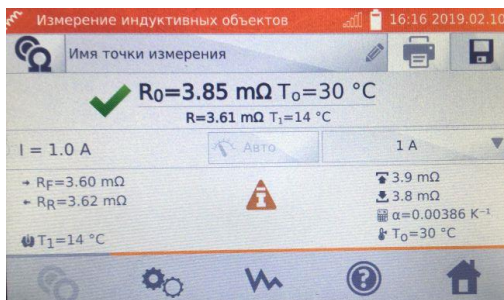 Измерение индуктивных объектов 16:16 2019.02.10
Имя точки измерения
R0=3.85 mΩ To=30 °C
R=3.61 mΩ T1=14 °C
I = 1.0 A Авто 1 A
RF=3.60 mΩ
RR=3.62 mΩ
T1=14 °C
3.9 mΩ
3.8 mΩ
α=0.00386 K⁻¹
To=30 °C